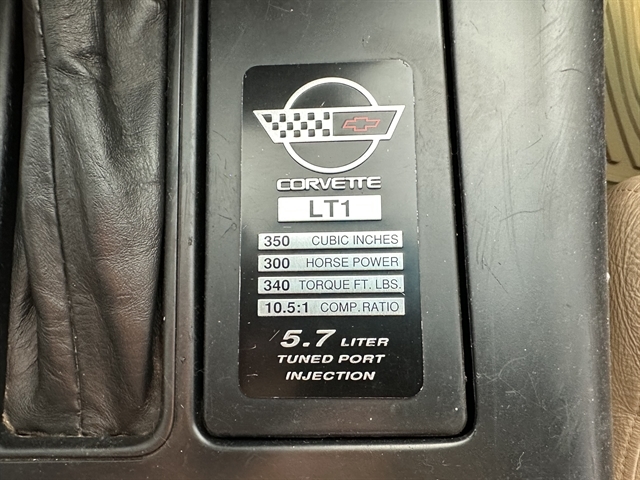 CORVETTE
LT1
350 CUBIC INCHES
300 HORSE POWER
340 TORQUE FT. LBS.
10.5:1 COMP. RATIO
5.7 LITER
TUNED PORT
INJECTION